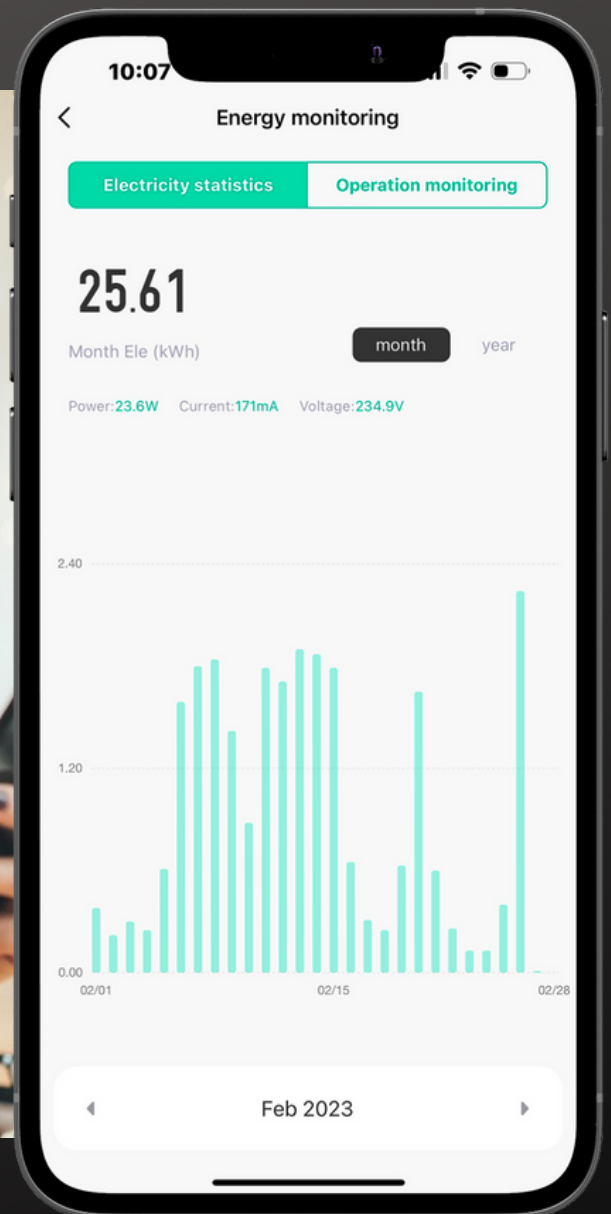 10:07
Energy monitoring
Electricity statistics Operation monitoring
25.61
Month Ele (kWh) month year
Power:23.6W Current:171mA Voltage:234.9V
2.40
1.20
0.00
02/01 02/15 02/28
Feb 2023